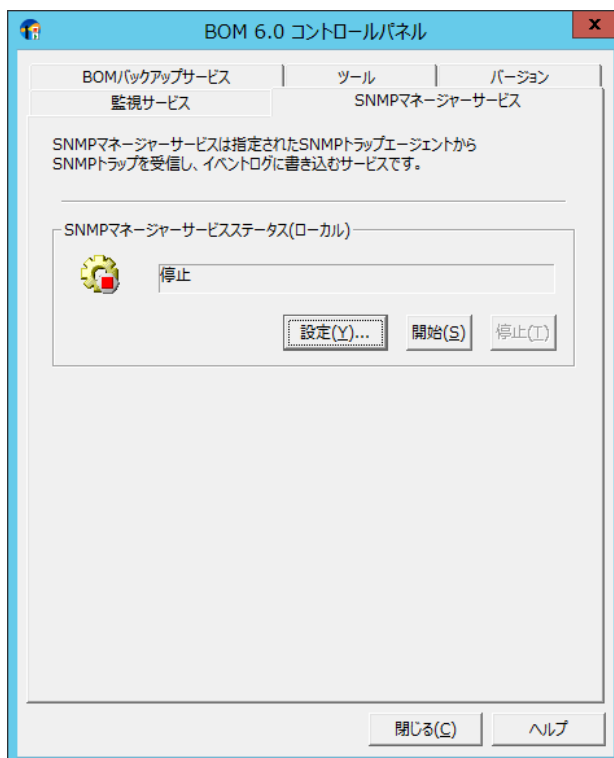 BOM 6.0 コントロールパネル
x
BOMバックアップサービス
ツール
バージョン
監視サービス
SNMPマネージャーサービス
SNMPマネージャーサービスは指定されたSNMPトラップエージェントから
SNMPトラップを受信し、イベントログに書き込むサービスです。
SNMPマネージャーサービスステータス(ローカル)
停止
設定(Y)...
開始(S)
停止(T)
閉じる(C)
ヘルプ